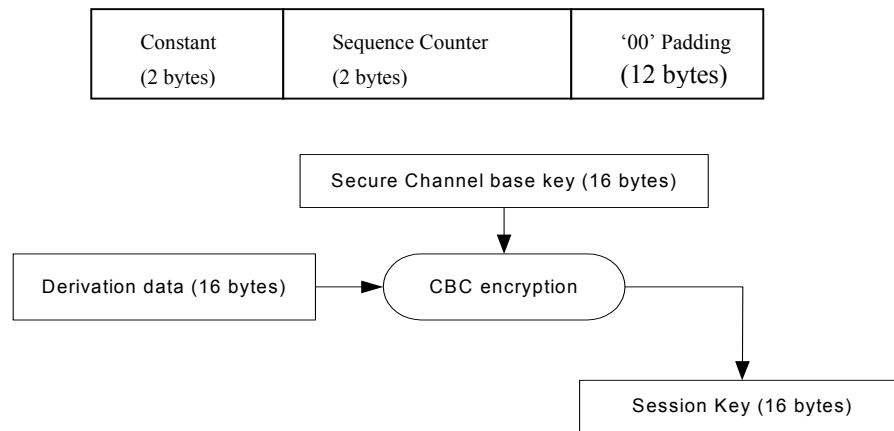 Constant
(2 bytes)
Sequence Counter
(2 bytes)
‘00’ Padding
(12 bytes)
Secure Channel base key (16 bytes)
Derivation data (16 bytes)
CBC encryption
Session Key (16 bytes)